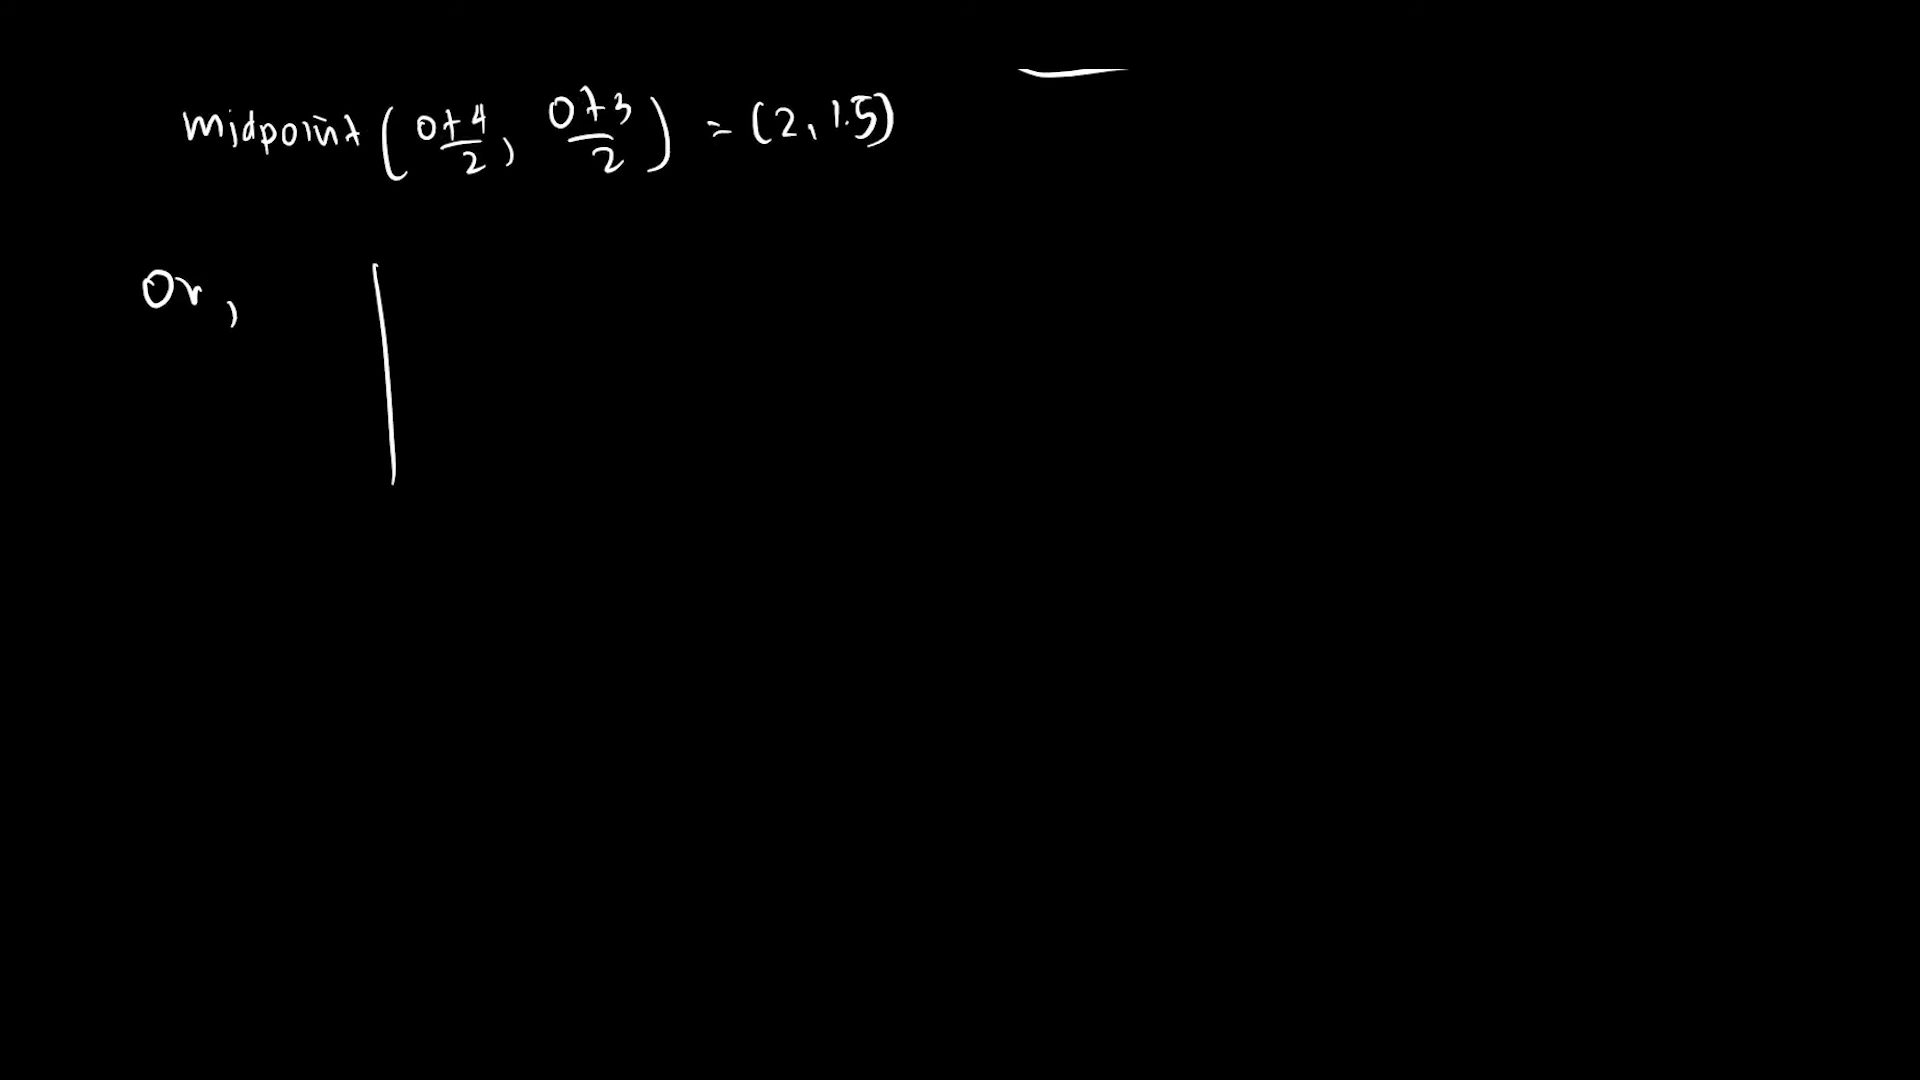 midpoint ( 0+4/2 , 0+3/2 ) = (2, 1.5)
Or,